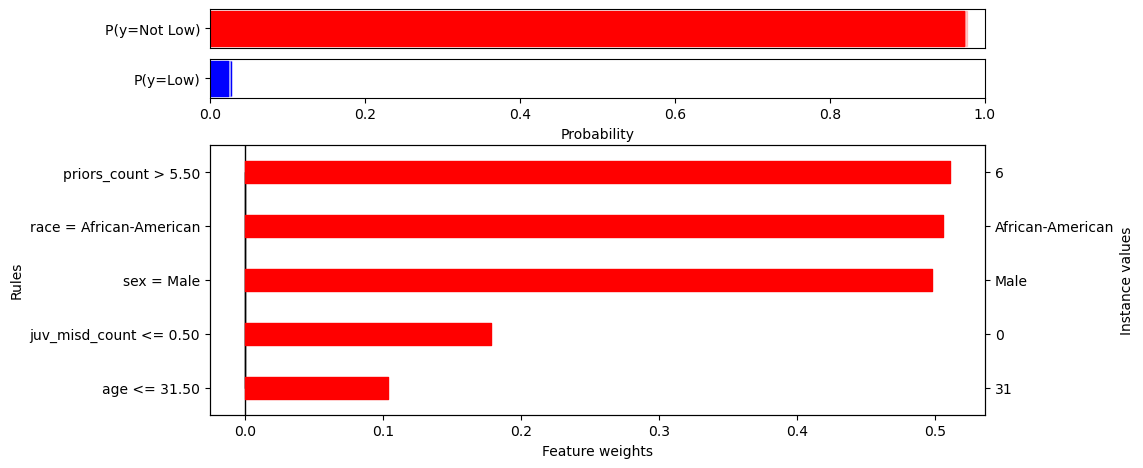 P(y=Not Low)
P(y=Low)
0.0 0.2 0.4 0.6 0.8 1.0
Probability
priors_count > 5.50 6
race = African-American African-American
sex = Male Male
juv_misd_count <= 0.50 0
age <= 31.50 31
Rules
Instance values
0.0 0.1 0.2 0.3 0.4 0.5
Feature weights